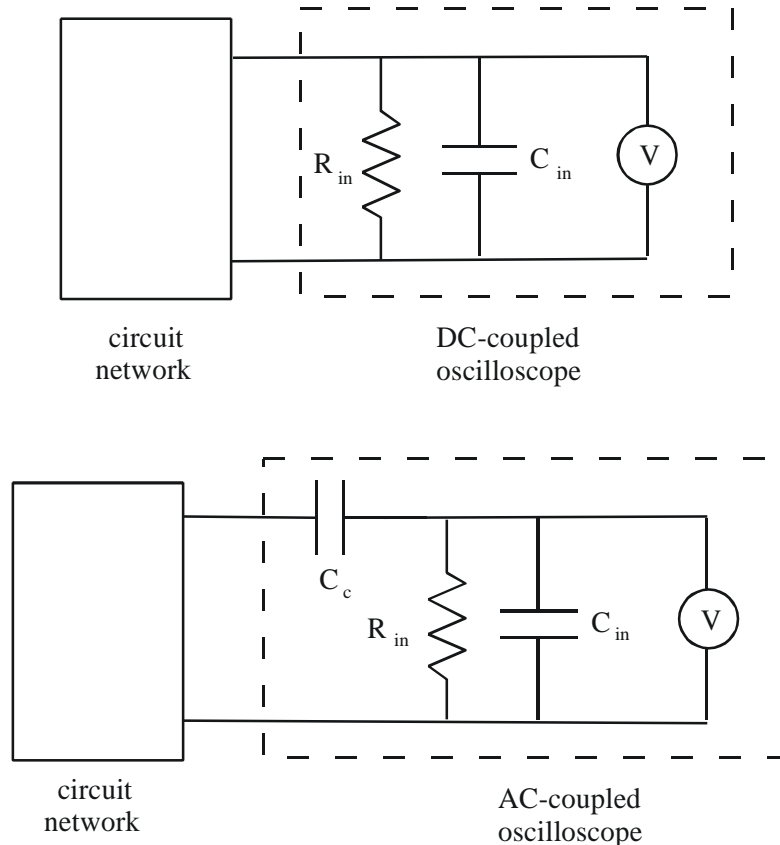 R in
C in
V
circuit
network
DC-coupled
oscilloscope
C c
R in
C in
V
circuit
network
AC-coupled
oscilloscope